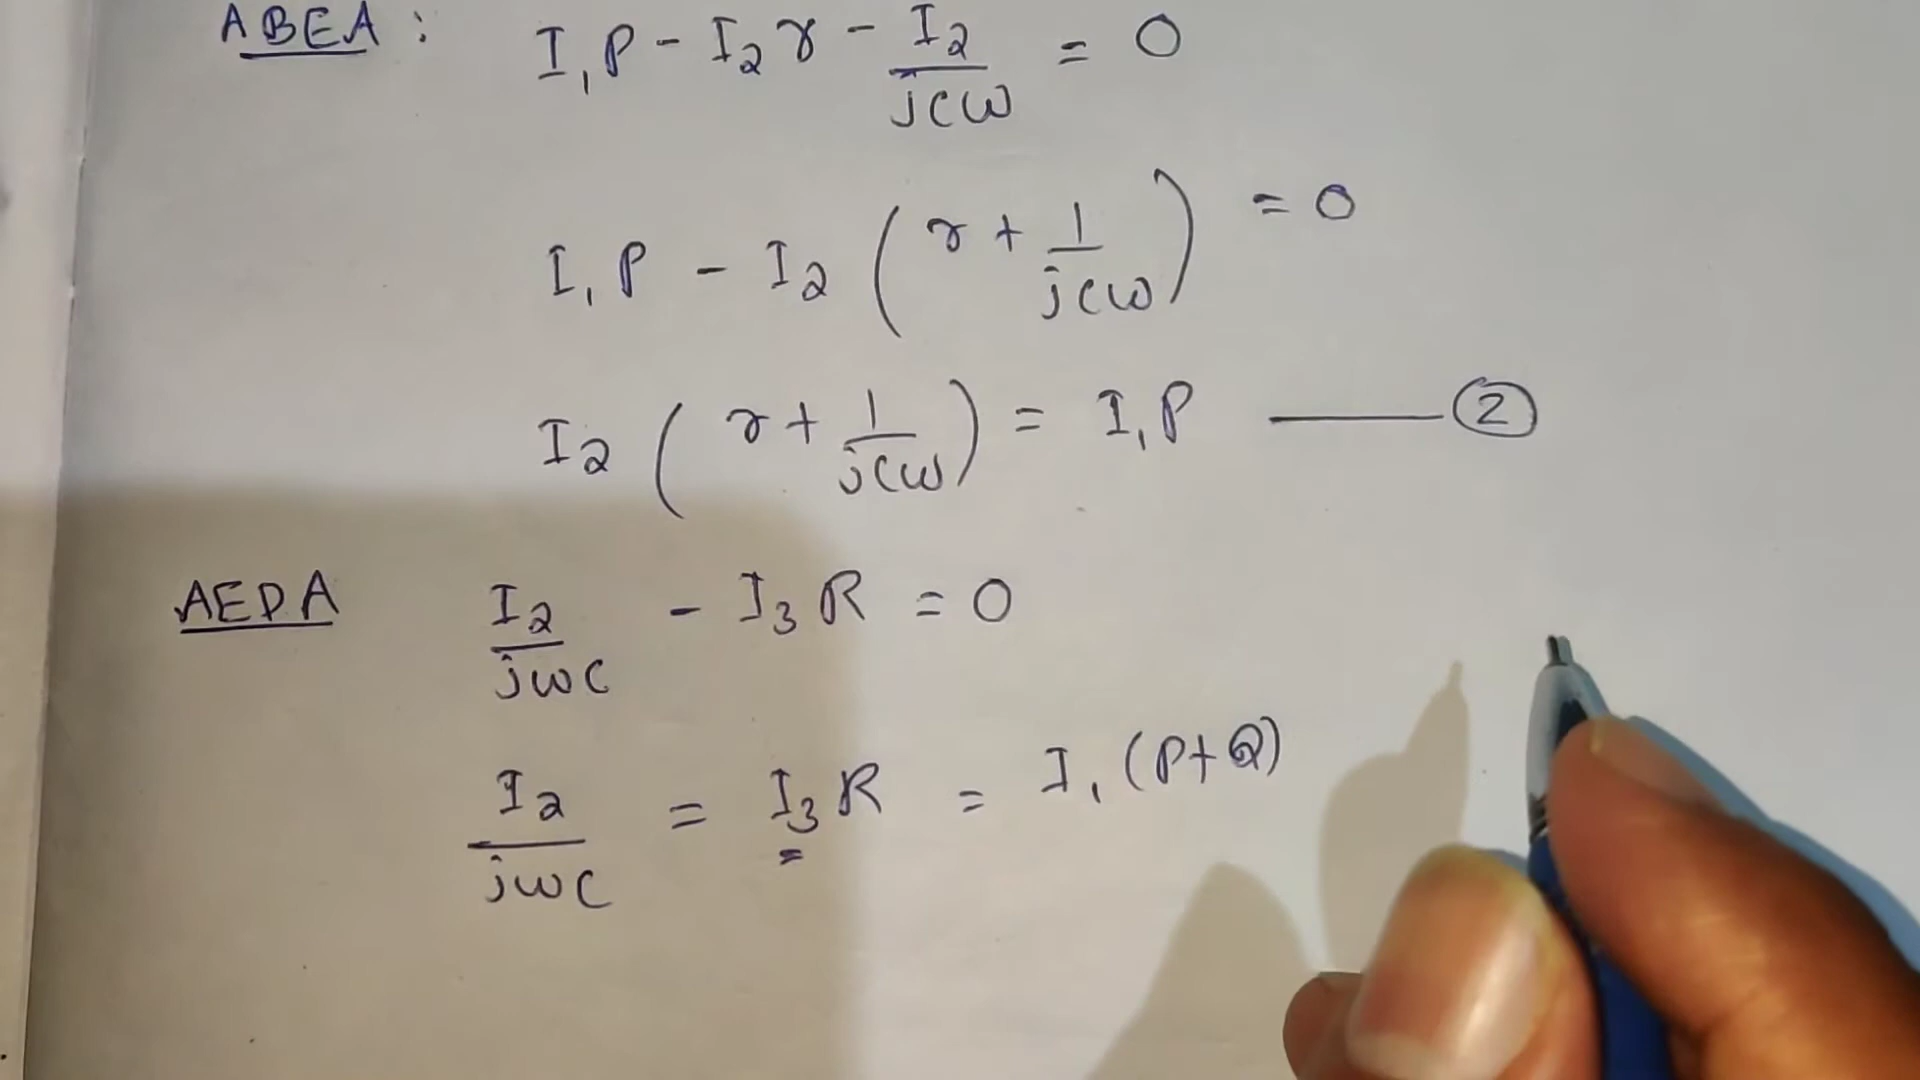 ABEA : I₁P - I₂r - I₂/jcω = 0
I₁P - I₂ (r + 1/jcω) = 0
I₂ (r + 1/jcω) = I₁P —— ②
AEDA I₂/jωc - I₃R = 0
I₂/jωc = I₃R = I₁(P+Q)